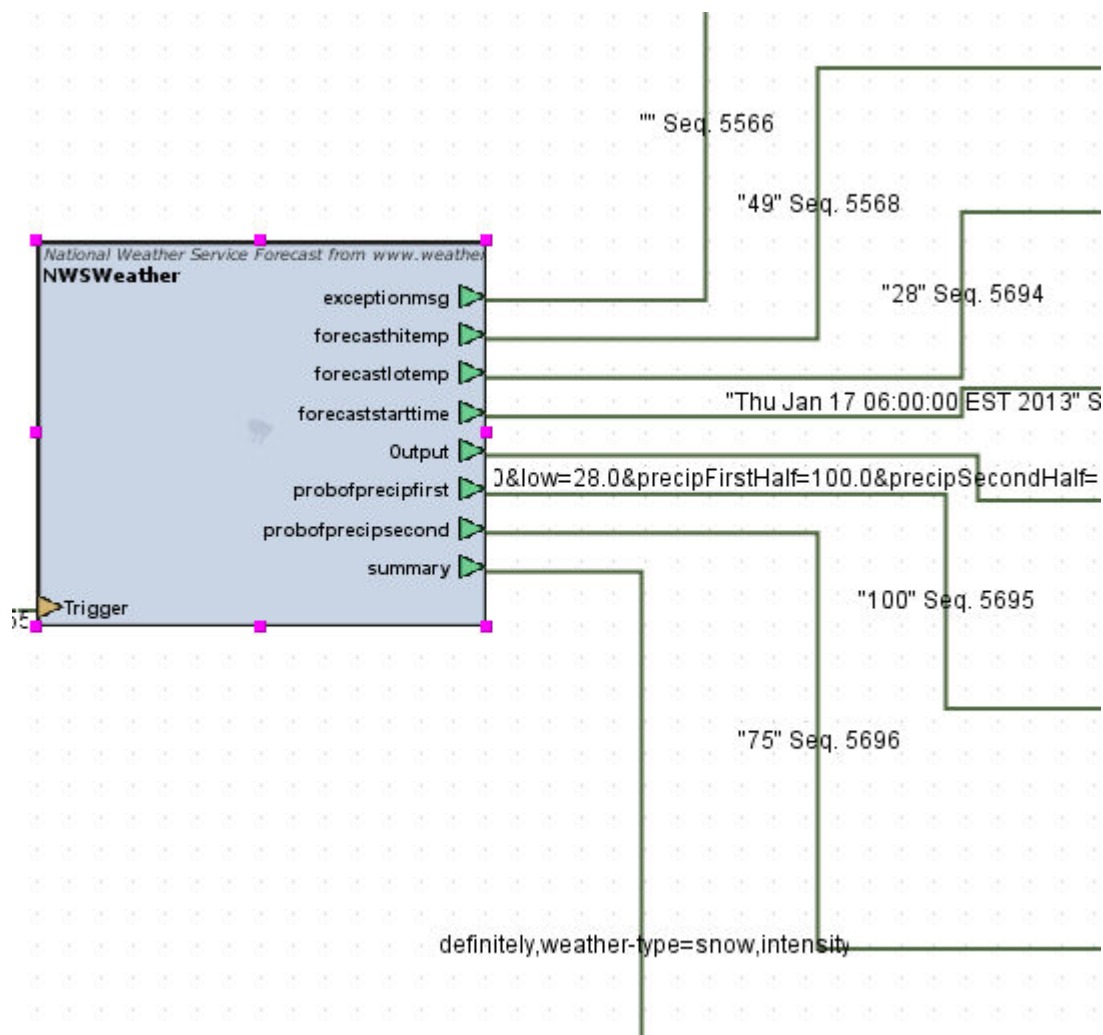 "" Seq. 5566
"49" Seq. 5568
National Weather Service Forecast from www.weather
NWSWeather
exceptionmsg
"28" Seq. 5694
forecasthitemp
forecastlotemp
forecaststarttime
"Thu Jan 17 06:00:00 EST 2013" S
Output
0&low=28.0&precipFirstHalf=100.0&precipSecondHalf=
probofprecipfirst
probofprecipsecond
summary
"100" Seq. 5695
Trigger
"75" Seq. 5696
definitely,weather-type=snow,intensity